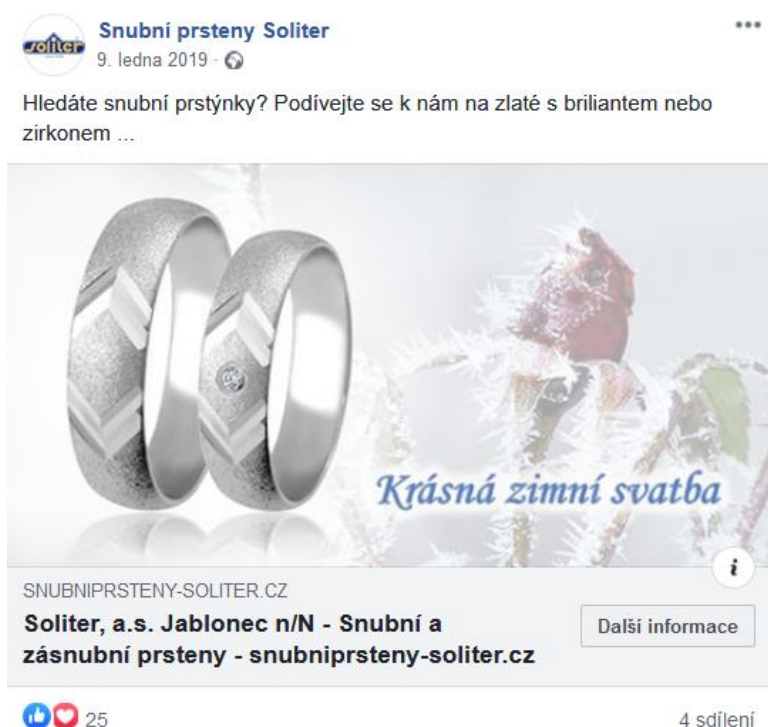 soliter
Snubní prsteny Soliter
9. ledna 2019 ·
Hledáte snubní prstýnky? Podívejte se k nám na zlaté s briliantem nebo
zirkonem ...
Krásná zimní svatba
i
SNUBNIPRSTENY-SOLITER.CZ
Soliter, a.s. Jablonec n/N - Snubní a
zásnubní prsteny - snubniprsteny-soliter.cz
Další informace
25
4 sdílení